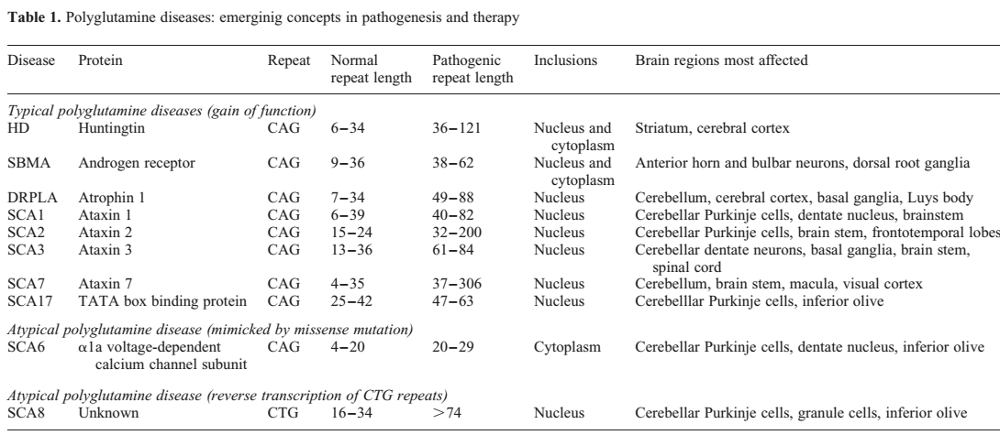 Table 1. Polyglutamine diseases: emerginig concepts in pathogenesis and therapy
Disease Protein Repeat Normal repeat length Pathogenic repeat length Inclusions Brain regions most affected
Typical polyglutamine diseases (gain of function)
HD Huntingtin CAG 6–34 36–121 Nucleus and cytoplasm Striatum, cerebral cortex
SBMA Androgen receptor CAG 9–36 38–62 Nucleus and cytoplasm Anterior horn and bulbar neurons, dorsal root ganglia
DRPLA Atrophin 1 CAG 7–34 49–88 Nucleus Cerebellum, cerebral cortex, basal ganglia, Luys body
SCA1 Ataxin 1 CAG 6–39 40–82 Nucleus Cerebellar Purkinje cells, dentate nucleus, brainstem
SCA2 Ataxin 2 CAG 15–24 32–200 Nucleus Cerebellar Purkinje cells, brain stem, frontotemporal lobes
SCA3 Ataxin 3 CAG 13–36 61–84 Nucleus Cerebellar dentate neurons, basal ganglia, brain stem, spinal cord
SCA7 Ataxin 7 CAG 4–35 37–306 Nucleus Cerebellum, brain stem, macula, visual cortex
SCA17 TATA box binding protein CAG 25–42 47–63 Nucleus Cerebelllar Purkinje cells, inferior olive
Atypical polyglutamine disease (mimicked by missense mutation)
SCA6 α1a voltage-dependent calcium channel subunit CAG 4–20 20–29 Cytoplasm Cerebellar Purkinje cells, dentate nucleus, inferior olive
Atypical polyglutamine disease (reverse transcription of CTG repeats)
SCA8 Unknown CTG 16–34 >74 Nucleus Cerebellar Purkinje cells, granule cells, inferior olive